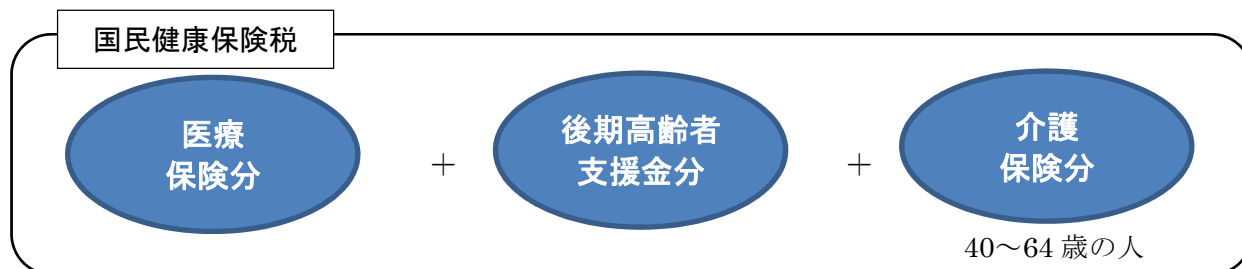 国民健康保険税
医療
保険分
+
後期高齢者
支援金分
+
介護
保険分
40～64 歳の人